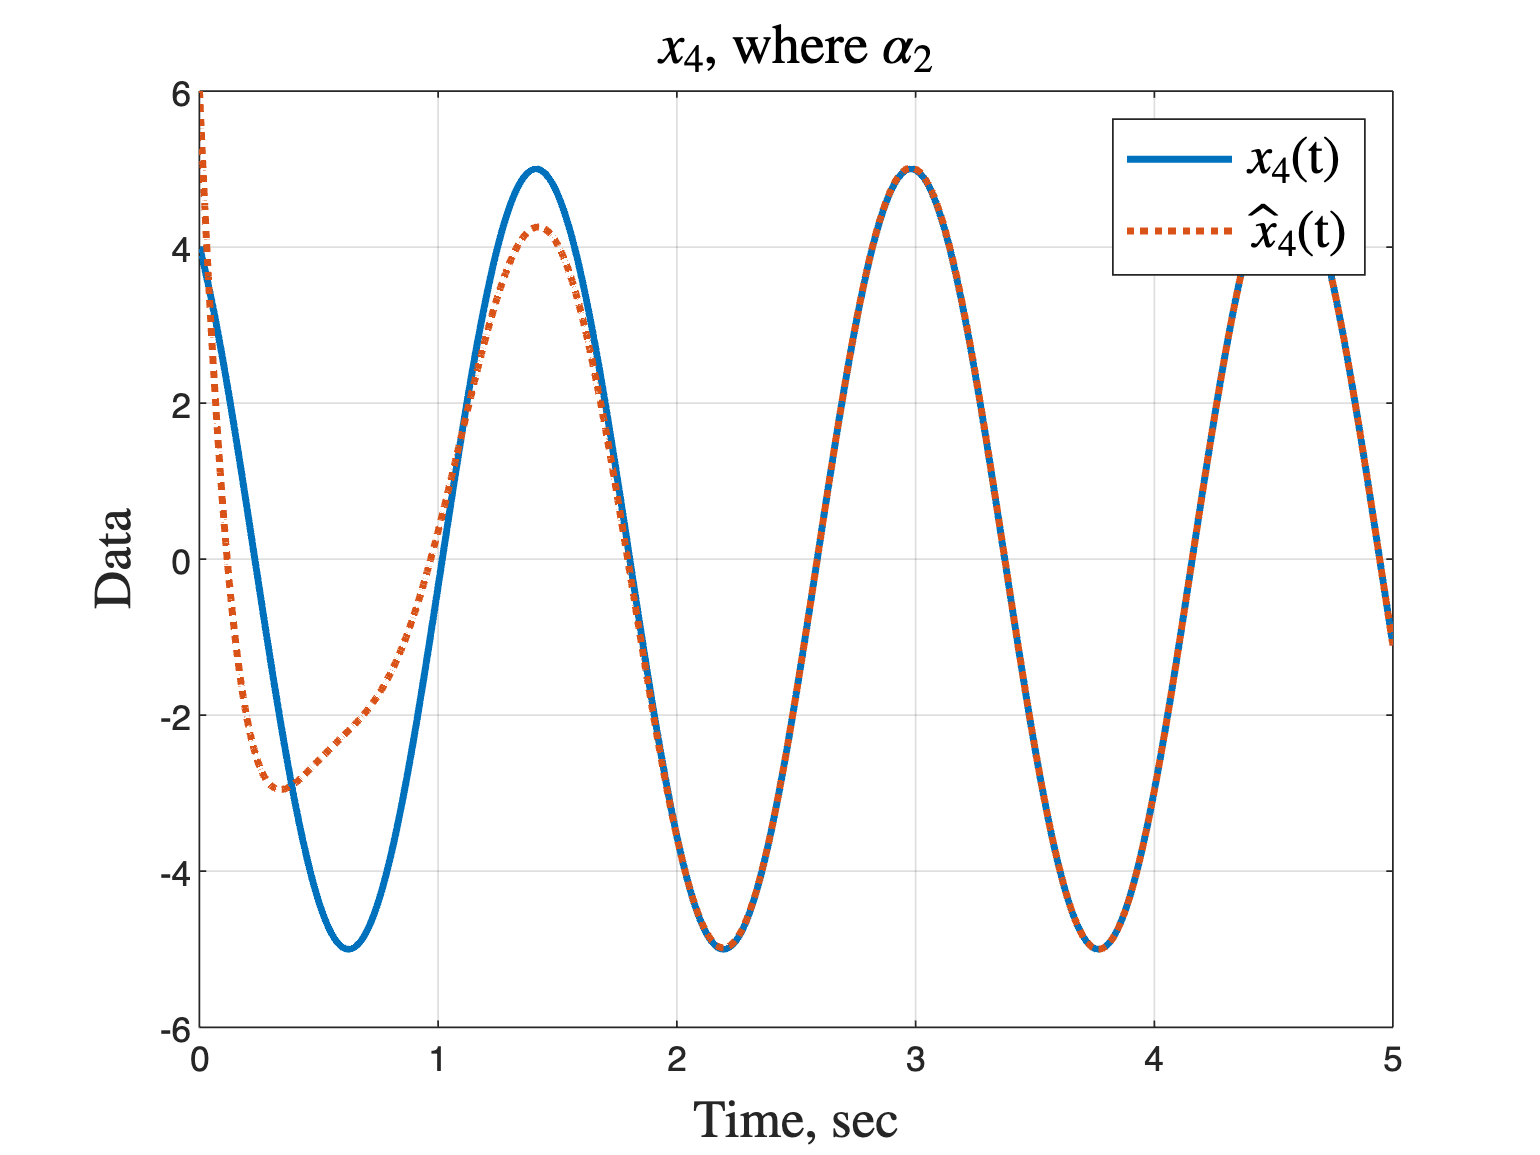 x₄, where α₂
6
4
2
0
-2
-4
-6
Data
x₄(t)
x̂₄(t)
0 1 2 3 4 5
Time, sec